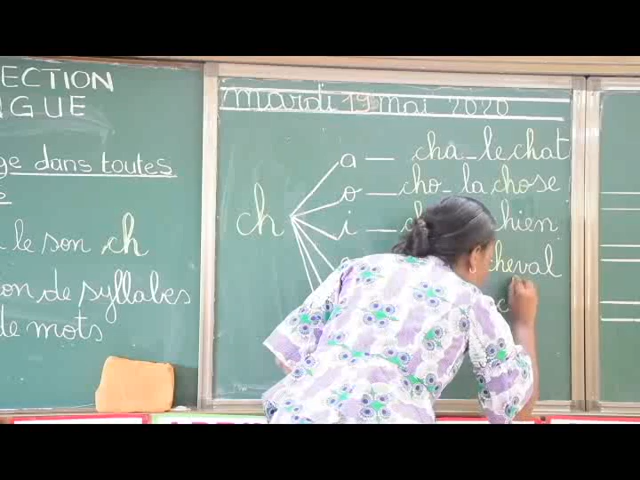 ECTION
GUE
ge dans toutes
le son ch
on de syllabes
de mots
mardi 19 mai 2020
ch
a — cha - le chat
o — cho - la chose
i — hien
cheval